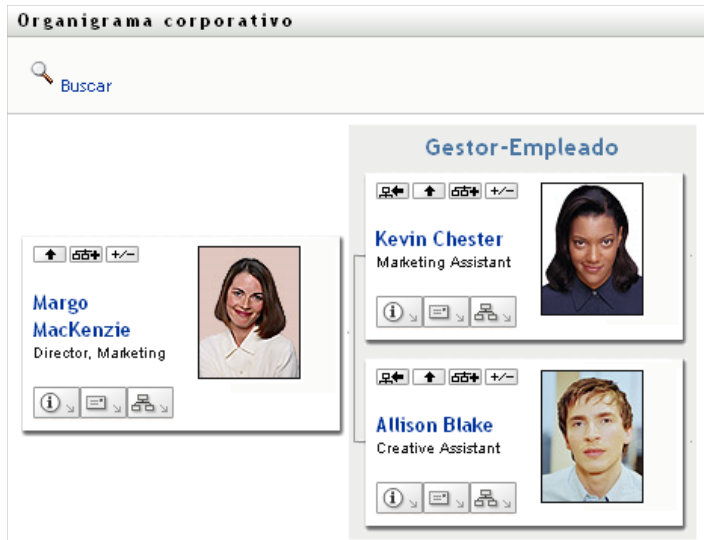 Organigrama corporativo
Buscar
Gestor-Empleado
+/-
Kevin Chester
Marketing Assistant
+/-
Margo
MacKenzie
Director, Marketing
+/-
Allison Blake
Creative Assistant